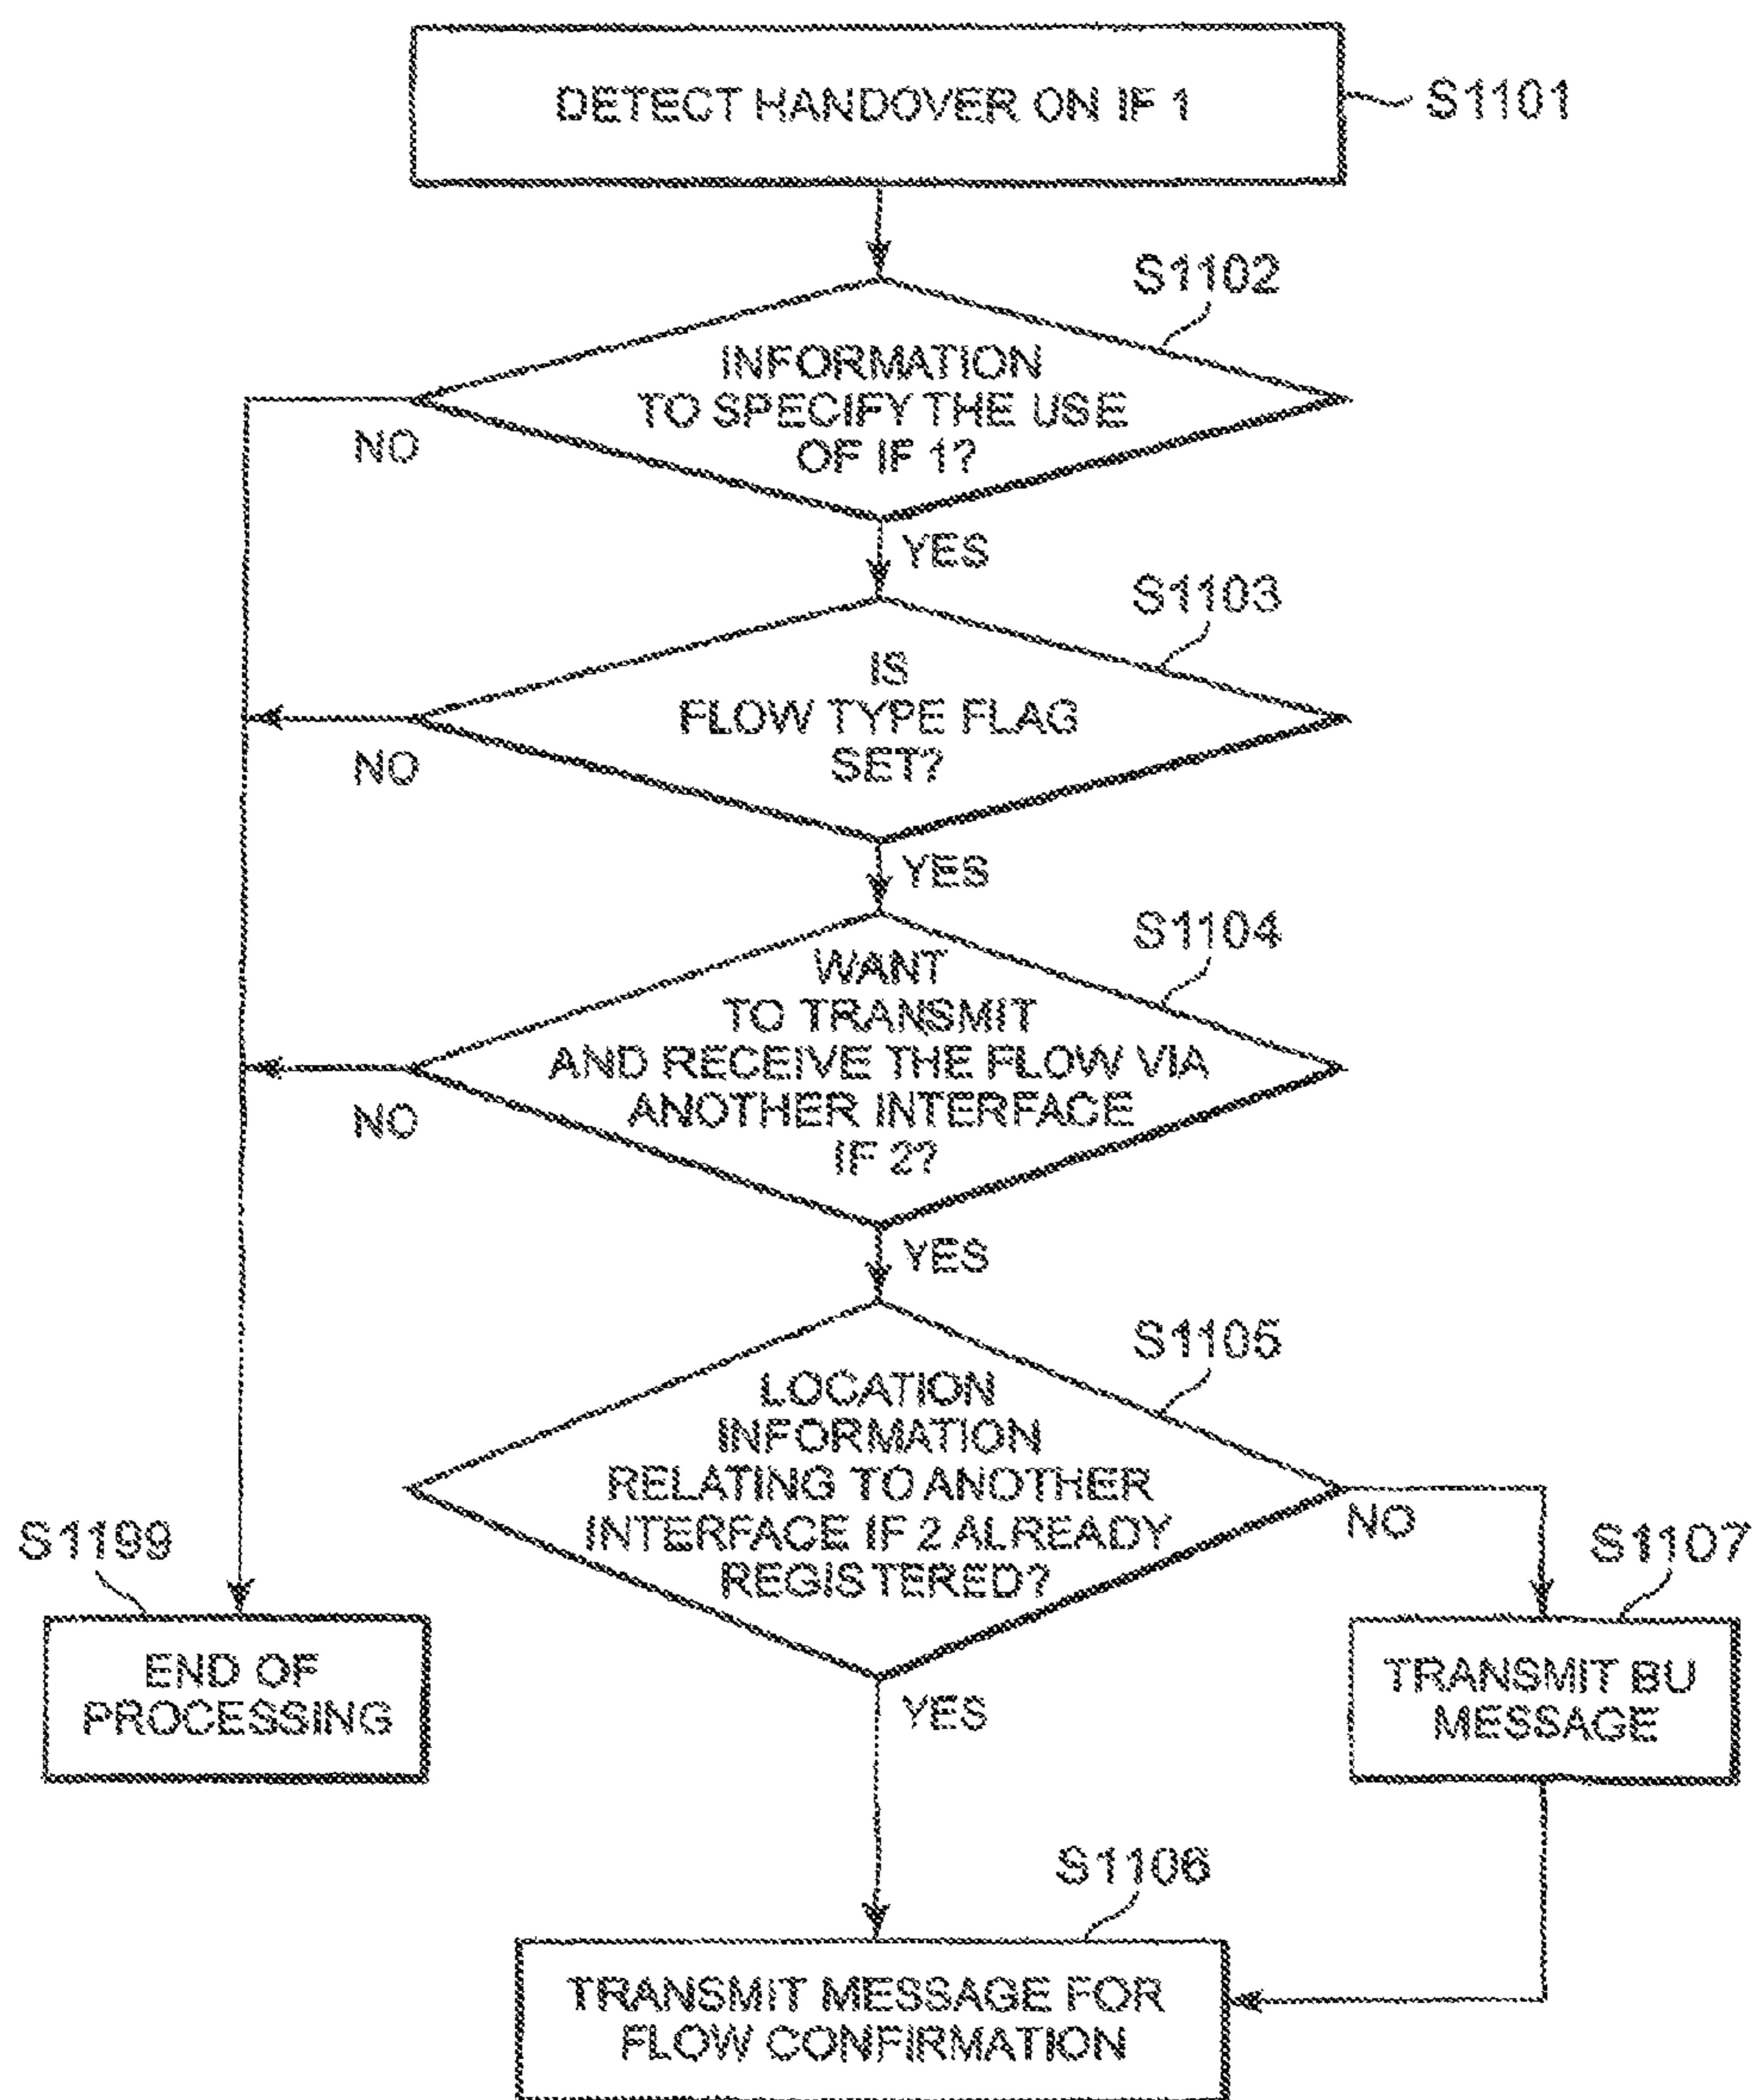 DETECT HANDOVER ON IF 1
S1101
S1102
INFORMATION
TO SPECIFY THE USE
OF IF 1?
NO
YES
S1103
IS
FLOW TYPE FLAG
SET?
NO
YES
S1104
WANT
TO TRANSMIT
AND RECEIVE THE FLOW VIA
ANOTHER INTERFACE
IF 2?
NO
YES
S1105
LOCATION
INFORMATION
RELATING TO ANOTHER
INTERFACE IF 2 ALREADY
REGISTERED?
NO
YES
S1199
END OF
PROCESSING
S1107
TRANSMIT BU
MESSAGE
S1106
TRANSMIT MESSAGE FOR
FLOW CONFIRMATION